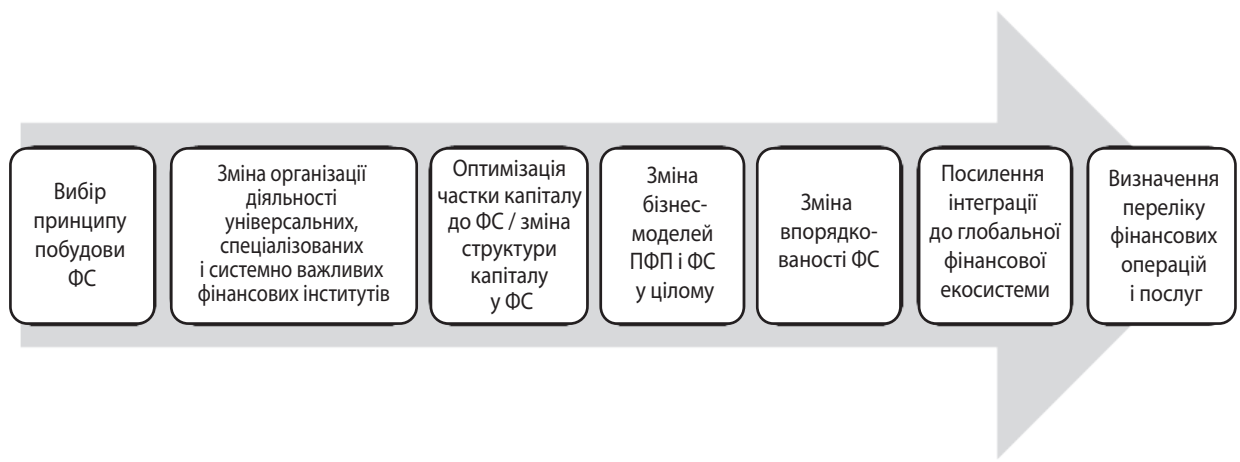 Вибір
принципу
побудови
ФС
Зміна організації
діяльності
універсальних,
спеціалізованих
і системно важливих
фінансових інститутів
Оптимізація
частки капіталу
до ФС / зміна
структури
капіталу
у ФС
Зміна
бізнес-
моделей
ПФП і ФС
у цілому
Зміна
впорядко-
ваності ФС
Посилення
інтеграції
до глобальної
фінансової
екосистеми
Визначення
переліку
фінансових
операцій
і послуг